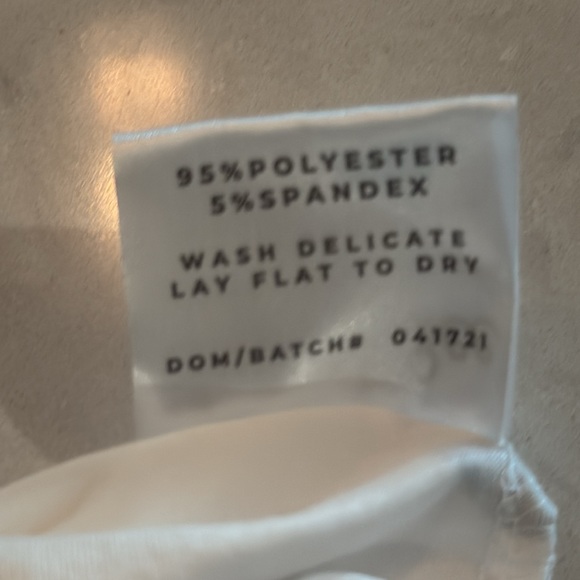 95%POLYESTER
5%SPANDEX
WASH DELICATE
LAY FLAT TO DRY
DOM/BATCH# 041721